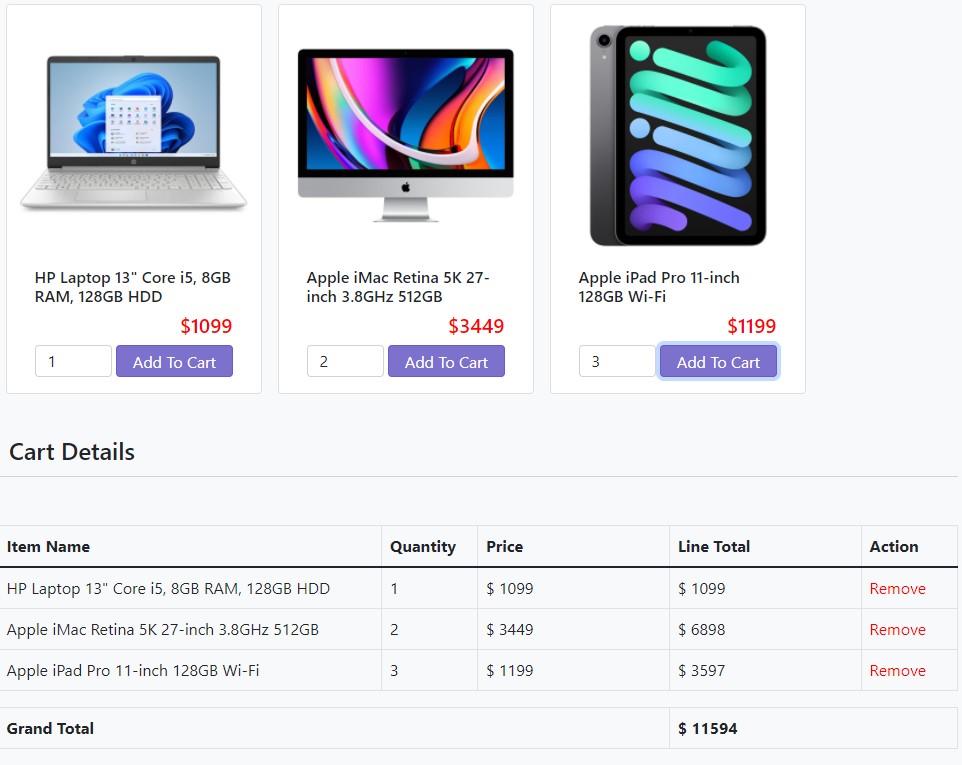 HP Laptop 13" Core i5, 8GB
RAM, 128GB HDD
$1099
1 Add To Cart
Apple iMac Retina 5K 27-
inch 3.8GHz 512GB
$3449
2 Add To Cart
Apple iPad Pro 11-inch
128GB Wi-Fi
$1199
3 Add To Cart
Cart Details
Item Name Quantity Price Line Total Action
HP Laptop 13" Core i5, 8GB RAM, 128GB HDD 1 $ 1099 $ 1099 Remove
Apple iMac Retina 5K 27-inch 3.8GHz 512GB 2 $ 3449 $ 6898 Remove
Apple iPad Pro 11-inch 128GB Wi-Fi 3 $ 1199 $ 3597 Remove
Grand Total $ 11594